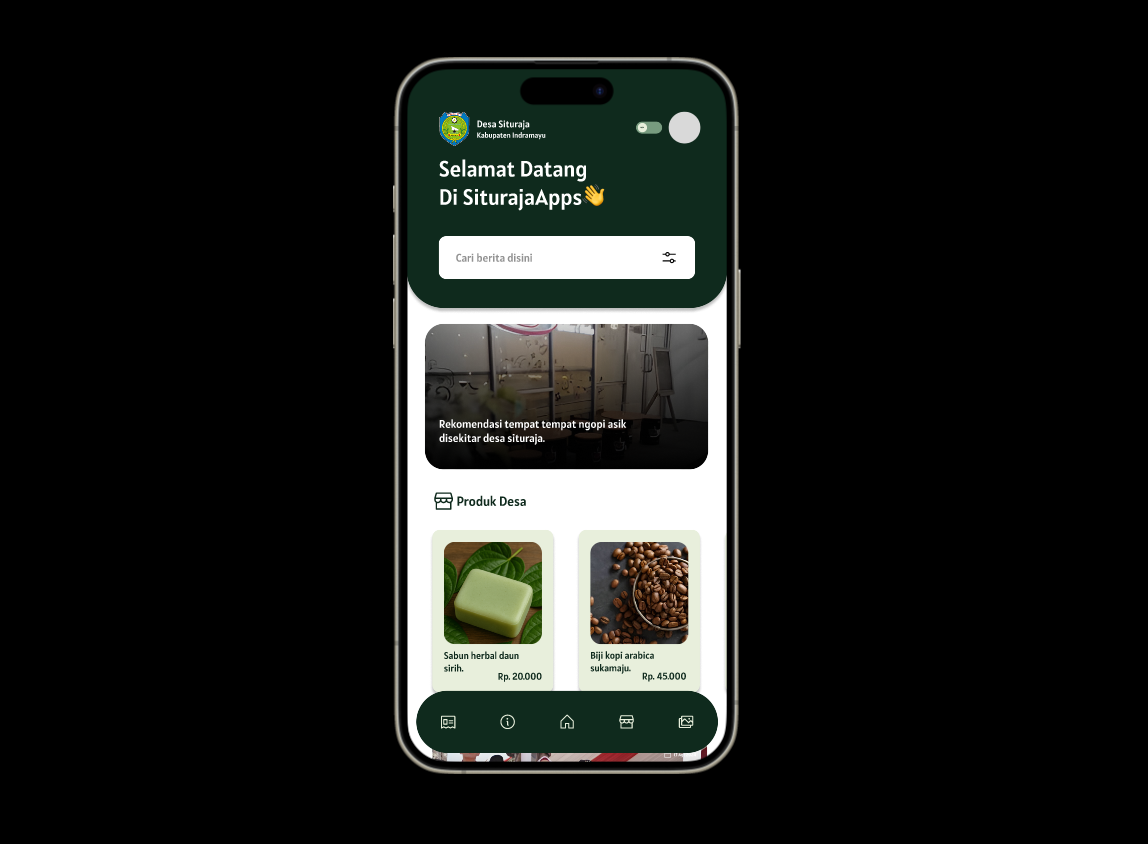 Desa Situraja
Kabupaten Indramayu
Selamat Datang
Di SiturajaApps👋
Cari berita disini
Rekomendasi tempat tempat ngopi asik
disekitar desa situraja.
Produk Desa
Sabun herbal daun
sirih.
Rp. 20.000
Biji kopi arabica
sukamaju.
Rp. 45.000